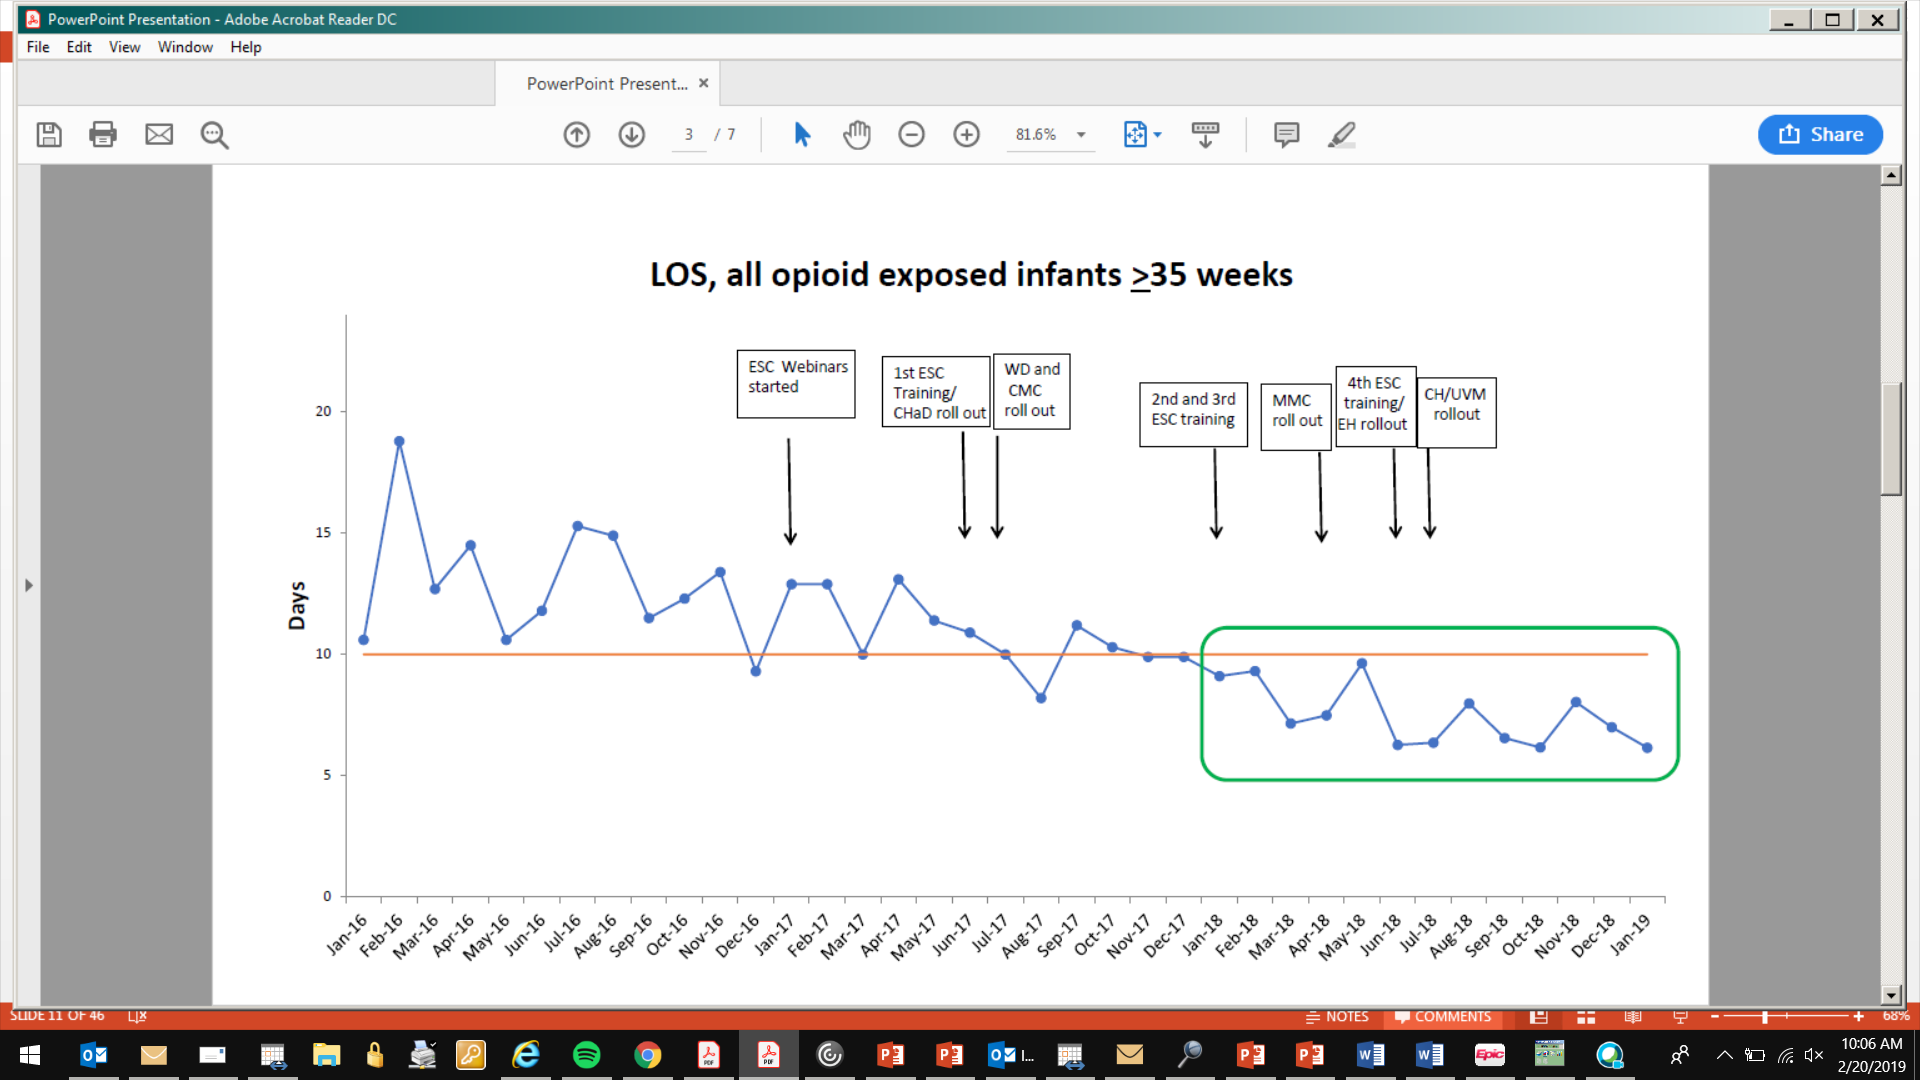 PowerPoint Presentation - Adobe Acrobat Reader DC
File Edit View Window Help
PowerPoint Present... ×
3 / 7
81.6%
Share
LOS, all opioid exposed infants >35 weeks
ESC Webinars
started
1st ESC
Training/
CHaD roll out
WD and
CMC
roll out
2nd and 3rd
ESC training
MMC
roll out
4th ESC
training/
EH rollout
CH/UVM
rollout
Days
20
15
10
5
0
Jan-16
Feb-16
Mar-16
Apr-16
May-16
Jun-16
Jul-16
Aug-16
Sep-16
Oct-16
Nov-16
Dec-16
Jan-17
Feb-17
Mar-17
Apr-17
May-17
Jun-17
Jul-17
Aug-17
Sep-17
Oct-17
Nov-17
Dec-17
Jan-18
Feb-18
Mar-18
Apr-18
May-18
Jun-18
Jul-18
Aug-18
Sep-18
Oct-18
Nov-18
Dec-18
Jan-19
SLIDE 11 OF 46
NOTES
COMMENTS
68%
I...
Epic
10:06 AM
2/20/2019